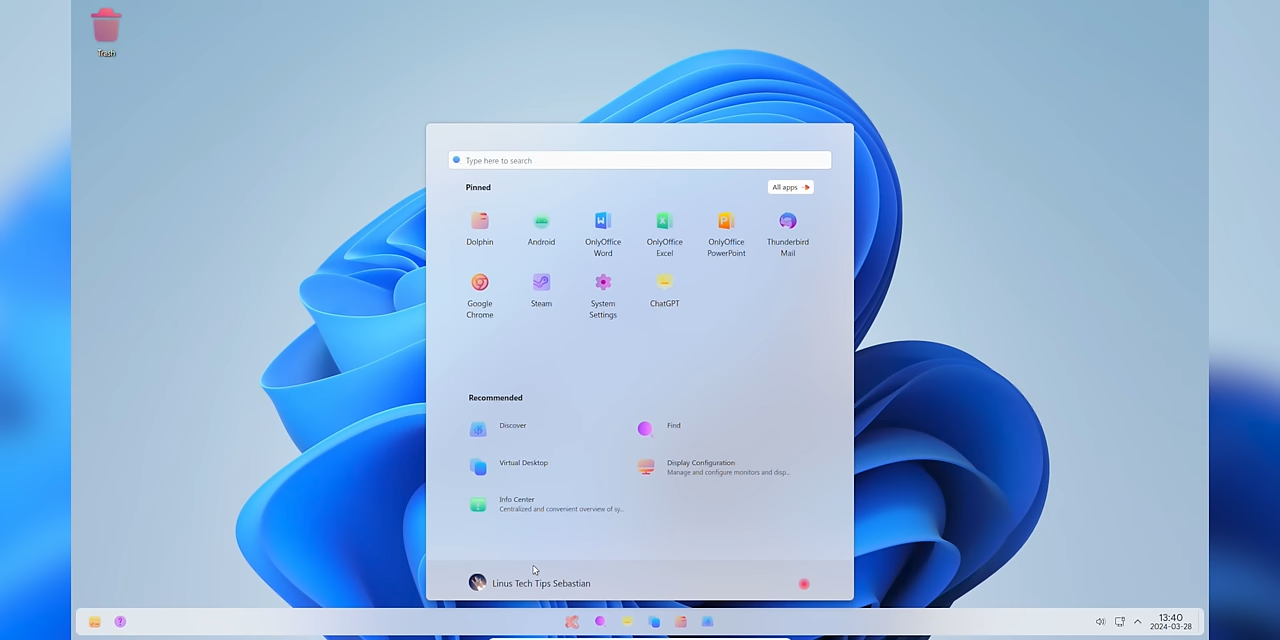 Trash
Type here to search
Pinned
All apps
Dolphin
Android
OnlyOffice Word
OnlyOffice Excel
OnlyOffice PowerPoint
Thunderbird Mail
Google Chrome
Steam
System Settings
ChatGPT
Recommended
Discover
Find
Virtual Desktop
Display Configuration
Manage and configure monitors and disp...
Info Center
Centralized and convenient overview of sy...
Linus Tech Tips Sebastian
13:40
2024-03-28